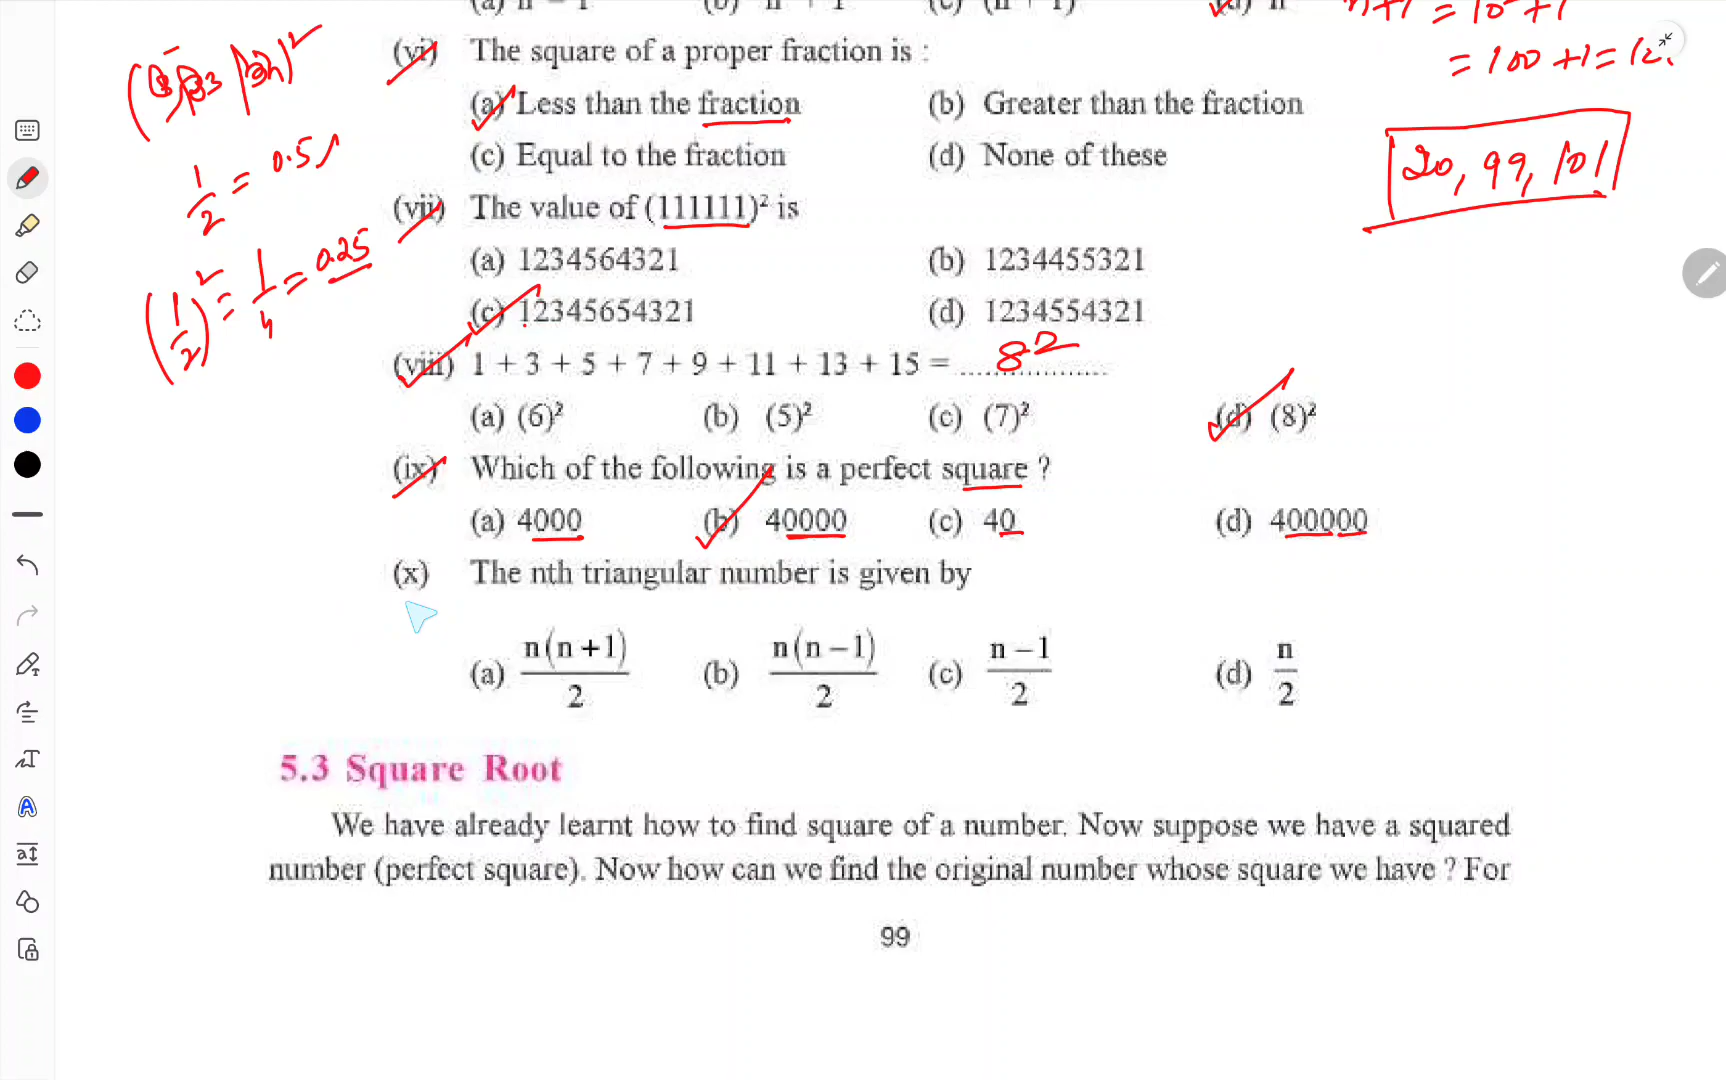 (vi) The square of a proper fraction is :
= 100 + 1 =
(a) Less than the fraction (b) Greater than the fraction
(c) Equal to the fraction (d) None of these
20, 99, 101
1/2 = 0.5
(vii) The value of (111111)² is
(a) 1234564321 (b) 1234455321
(1/2)² = 1/4 = 0.25
(c) 12345654321 (d) 1234554321
(viii) 1 + 3 + 5 + 7 + 9 + 11 + 13 + 15 = .................... 8²
(a) (6)² (b) (5)² (c) (7)² (d) (8)²
(ix) Which of the following is a perfect square ?
(a) 4000 (b) 40000 (c) 40 (d) 400000
(x) The nth triangular number is given by
(a) n(n+1)/2 (b) n(n−1)/2 (c) n−1/2 (d) n/2
5.3 Square Root
We have already learnt how to find square of a number. Now suppose we have a squared
number (perfect square). Now how can we find the original number whose square we have ? For
99